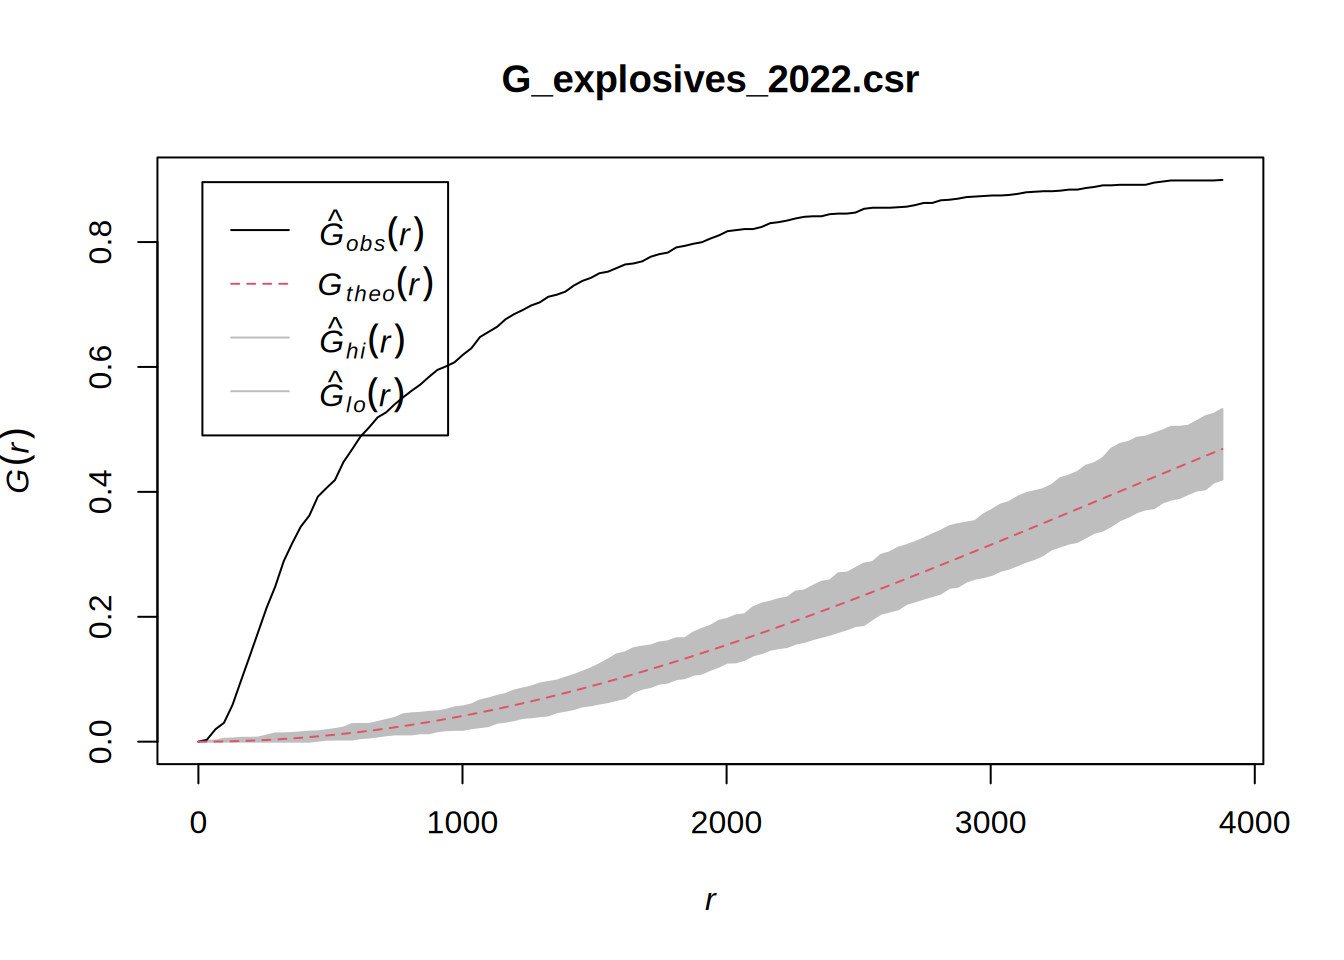 G_explosives_2022.csr
Ĝobs(r)
Gtheo(r)
Ĝhi(r)
Ĝlo(r)
G(r)
0.8
0.6
0.4
0.2
0.0
0 1000 2000 3000 4000
r